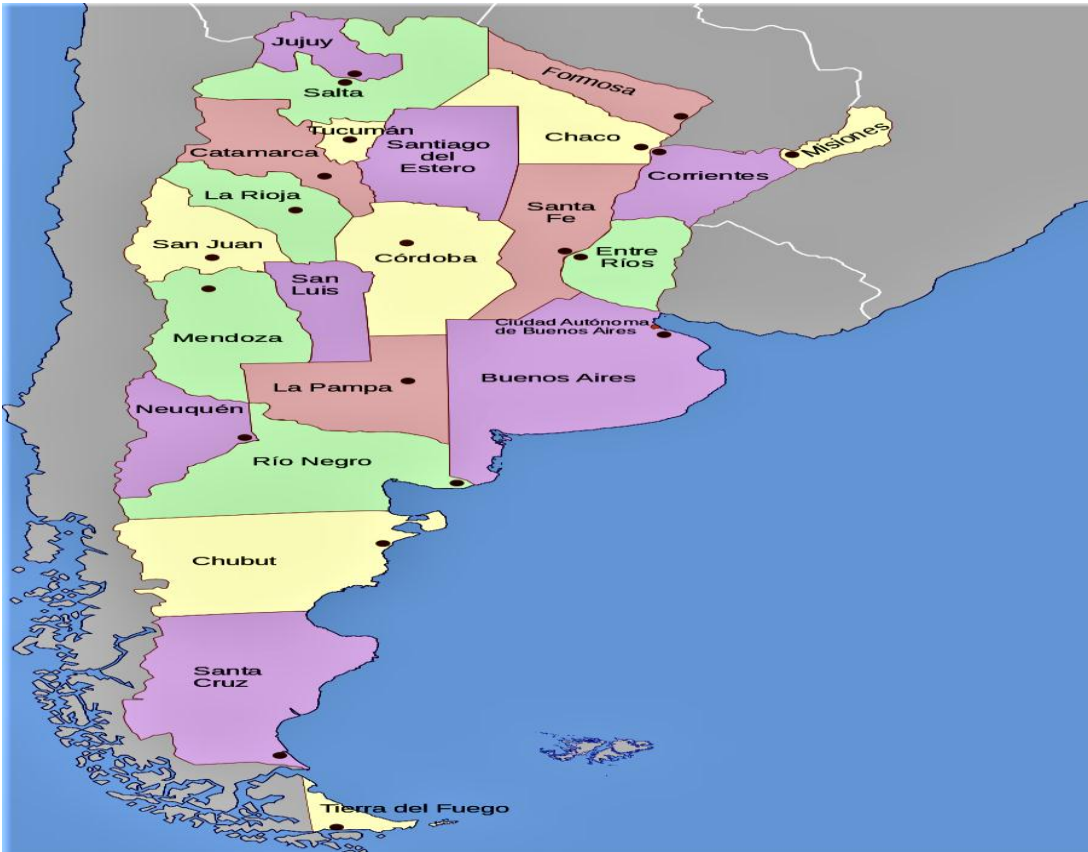 Jujuy
Formosa
Salta
Tucumán
Chaco
Misiones
Catamarca
Santiago
del
Estero
Corrientes
La Rioja
Santa
Fe
San Juan
Córdoba
Entre
Ríos
San
Luis
Ciudad Autónoma
de Buenos Aires
Mendoza
Buenos Aires
La Pampa
Neuquén
Río Negro
Chubut
Santa
Cruz
Tierra del Fuego